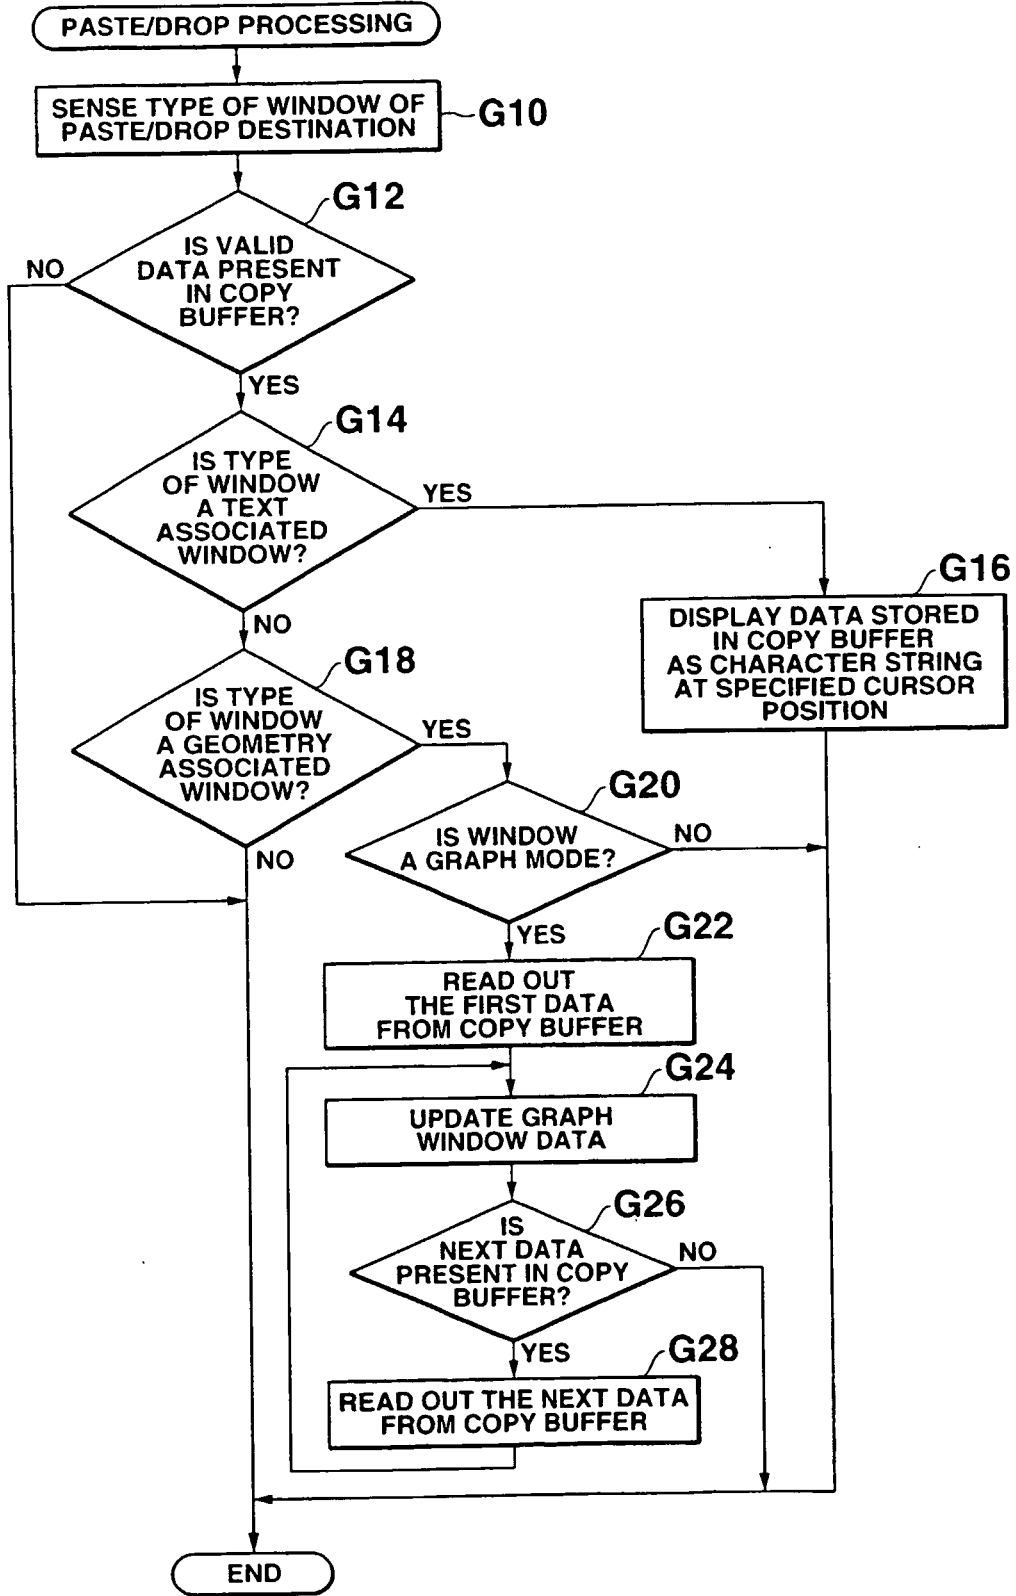 PASTE/DROP PROCESSING
SENSE TYPE OF WINDOW OF
PASTE/DROP DESTINATION
G10
G12
IS VALID
DATA PRESENT
IN COPY
BUFFER?
NO
YES
G14
IS TYPE
OF WINDOW
A TEXT
ASSOCIATED
WINDOW?
YES
NO
G16
DISPLAY DATA STORED
IN COPY BUFFER
AS CHARACTER STRING
AT SPECIFIED CURSOR
POSITION
G18
IS TYPE
OF WINDOW
A GEOMETRY
ASSOCIATED
WINDOW?
YES
NO
G20
IS WINDOW
A GRAPH MODE?
NO
YES
G22
READ OUT
THE FIRST DATA
FROM COPY BUFFER
G24
UPDATE GRAPH
WINDOW DATA
G26
IS
NEXT DATA
PRESENT IN COPY
BUFFER?
NO
YES
G28
READ OUT THE NEXT DATA
FROM COPY BUFFER
END